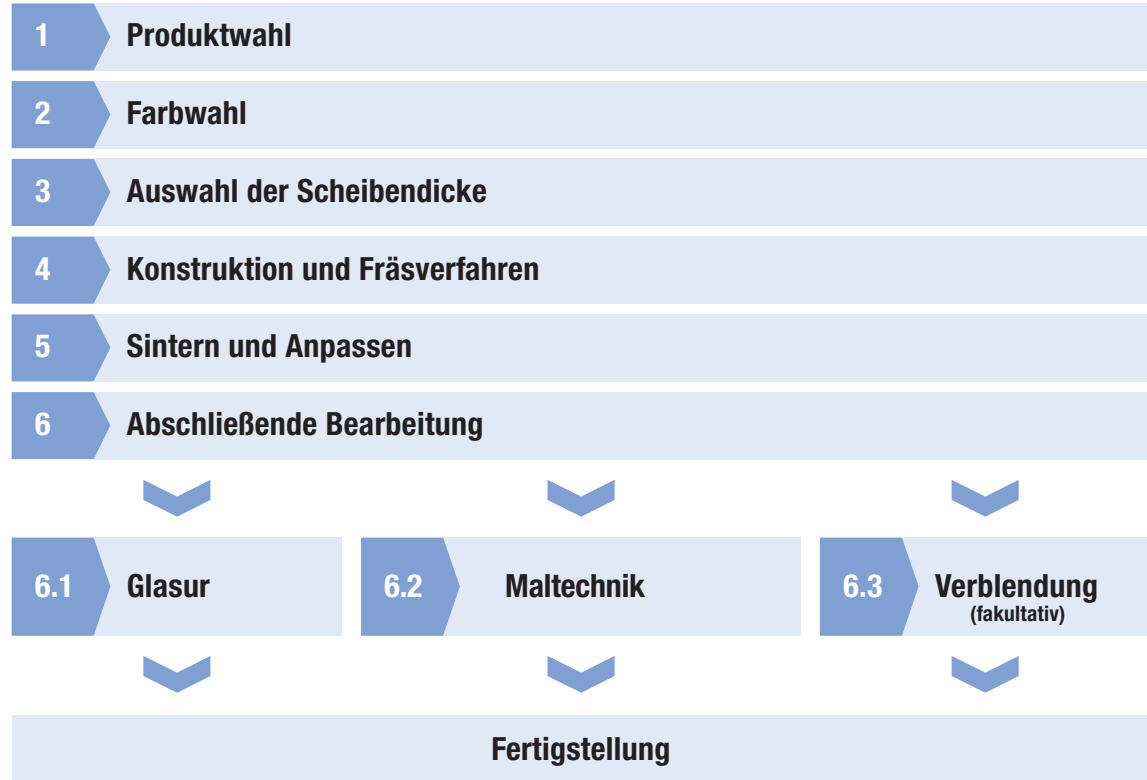 1 Produktwahl
2 Farbwahl
3 Auswahl der Scheibendicke
4 Konstruktion und Fräsverfahren
5 Sintern und Anpassen
6 Abschließende Bearbeitung
6.1 Glasur
6.2 Maltechnik
6.3 Verblendung
(fakultativ)
Fertigstellung